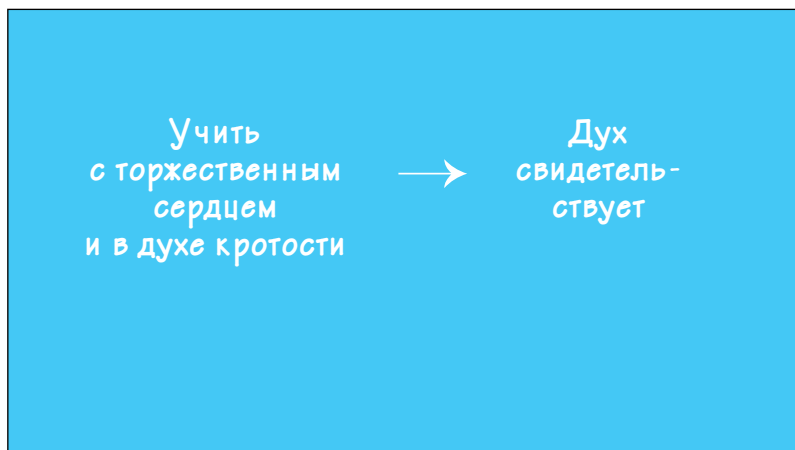 Учить
с торжественным
сердцем
и в духе кротости
→
Дух
свидетель-
ствует